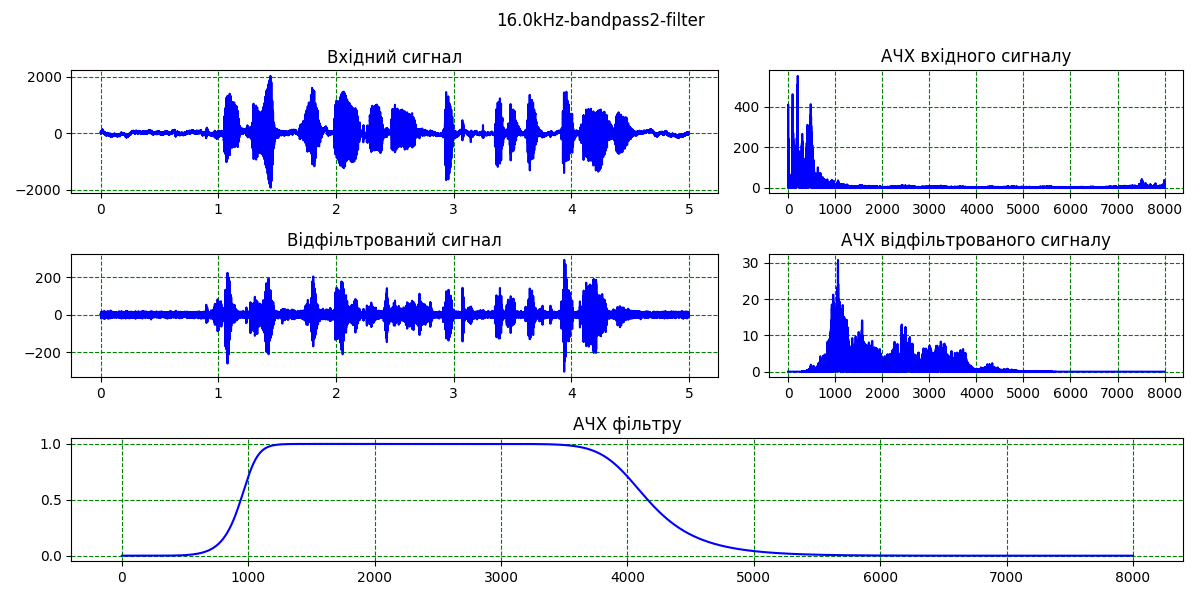 16.0kHz-bandpass2-filter
Вхідний сигнал
2000
0
−2000
0 1 2 3 4 5
АЧХ вхідного сигналу
400
200
0
0 1000 2000 3000 4000 5000 6000 7000 8000
Відфільтрований сигнал
200
0
−200
0 1 2 3 4 5
АЧХ відфільтрованого сигналу
30
20
10
0
0 1000 2000 3000 4000 5000 6000 7000 8000
АЧХ фільтру
1.0
0.5
0.0
0 1000 2000 3000 4000 5000 6000 7000 8000